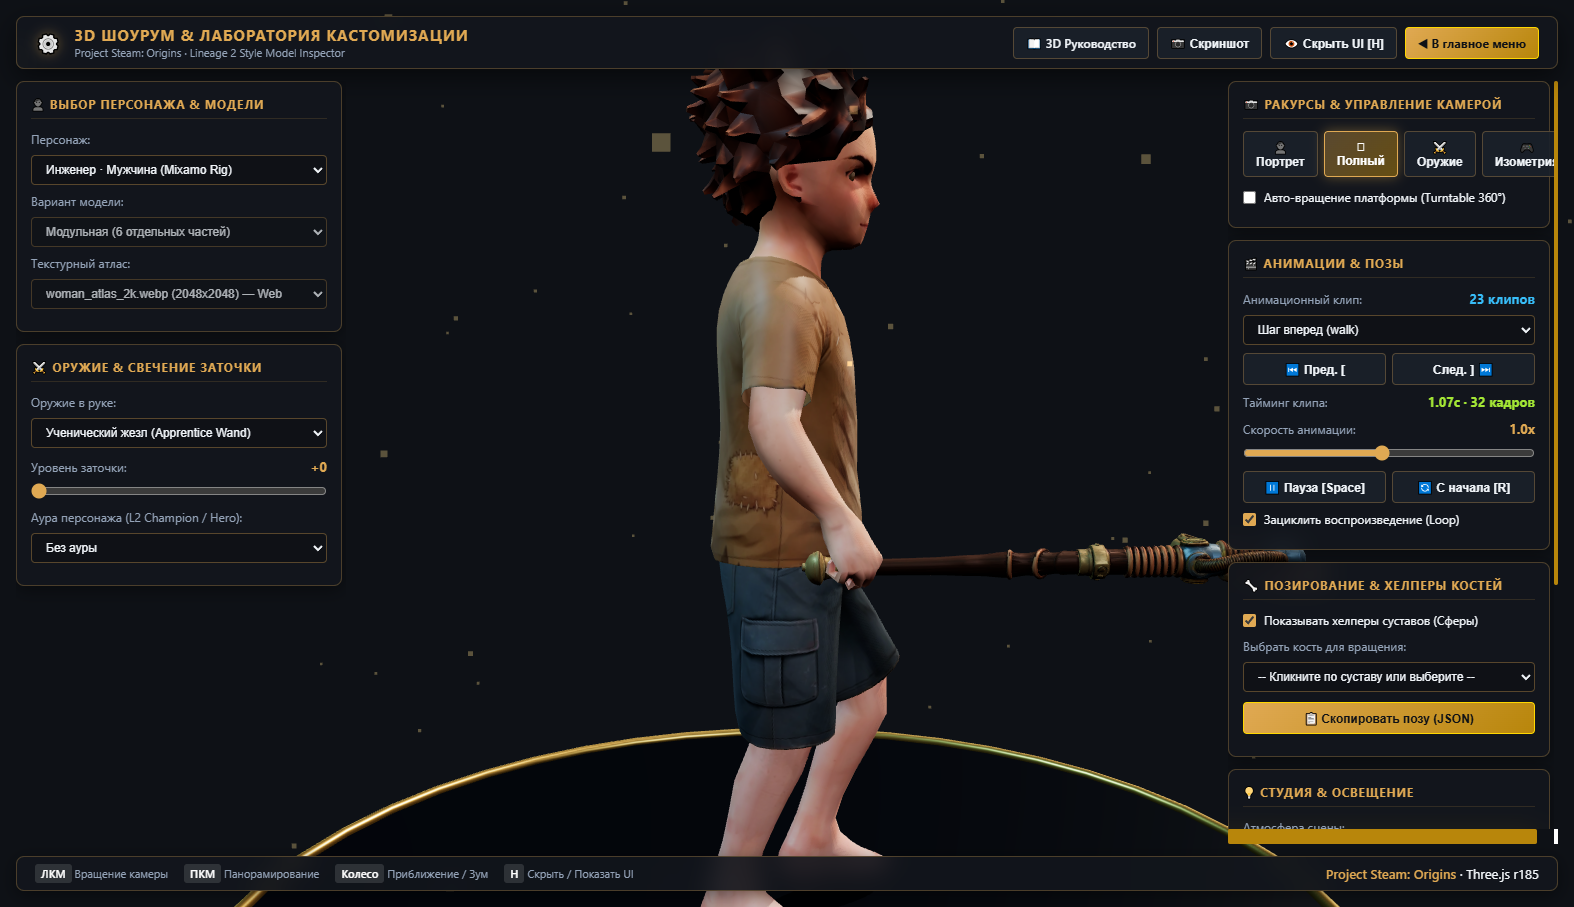 3D ШОУРУМ & ЛАБОРАТОРИЯ КАСТОМИЗАЦИИ
Project Steam: Origins · Lineage 2 Style Model Inspector
3D Руководство
Скриншот
Скрыть UI [H]
◀ В главное меню
ВЫБОР ПЕРСОНАЖА & МОДЕЛИ
Персонаж:
Инженер - Мужчина (Mixamo Rig)
Вариант модели:
Модульная (6 отдельных частей)
Текстурный атлас:
woman_atlas_2k.webp (2048x2048) — Web
ОРУЖИЕ & СВЕЧЕНИЕ ЗАТОЧКИ
Оружие в руке:
Ученический жезл (Apprentice Wand)
Уровень заточки: +0
Аура персонажа (L2 Champion / Hero):
Без ауры
РАКУРСЫ & УПРАВЛЕНИЕ КАМЕРОЙ
Портрет
Полный
Оружие
Изометрия
Авто-вращение платформы (Turntable 360°)
АНИМАЦИИ & ПОЗЫ
Анимационный клип: 23 клипов
Шаг вперед (walk)
Пред. [
След. ]
Тайминг клипа: 1.07с · 32 кадров
Скорость анимации: 1.0x
Пауза [Space]
С начала [R]
Зациклить воспроизведение (Loop)
ПОЗИРОВАНИЕ & ХЕЛПЕРЫ КОСТЕЙ
Показывать хелперы суставов (Сферы)
Выбрать кость для вращения:
-- Кликните по суставу или выберите --
Скопировать позу (JSON)
СТУДИЯ & ОСВЕЩЕНИЕ
Атмосфера сцены:
ЛКМ Вращение камеры ПКМ Панорамирование Колесо Приближение / Зум H Скрыть / Показать UI
Project Steam: Origins · Three.js r185